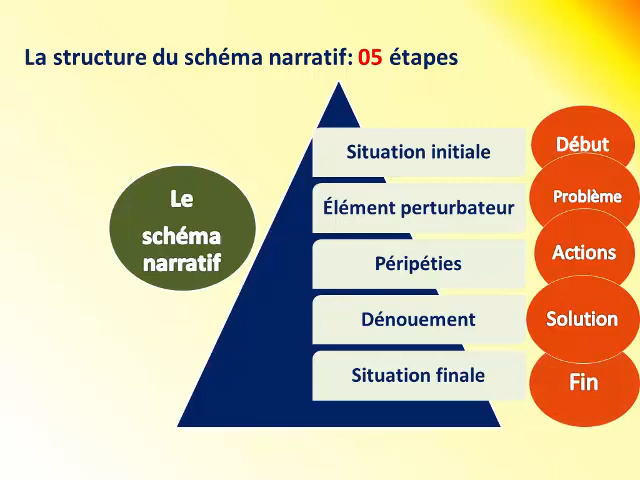 La structure du schéma narratif: 05 étapes
Le
schéma
narratif
Situation initiale
Début
Élément perturbateur
Problème
Péripéties
Actions
Dénouement
Solution
Situation finale
Fin